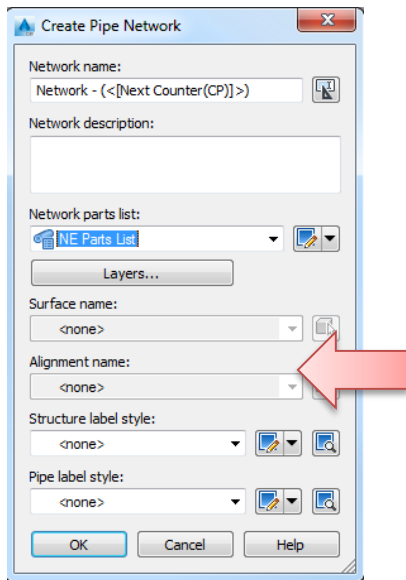 Create Pipe Network
Network name:
Network - (<[Next Counter(CP)]>)
Network description:
Network parts list:
NE Parts List
Layers...
Surface name:
<none>
Alignment name:
<none>
Structure label style:
<none>
Pipe label style:
<none>
OK Cancel Help